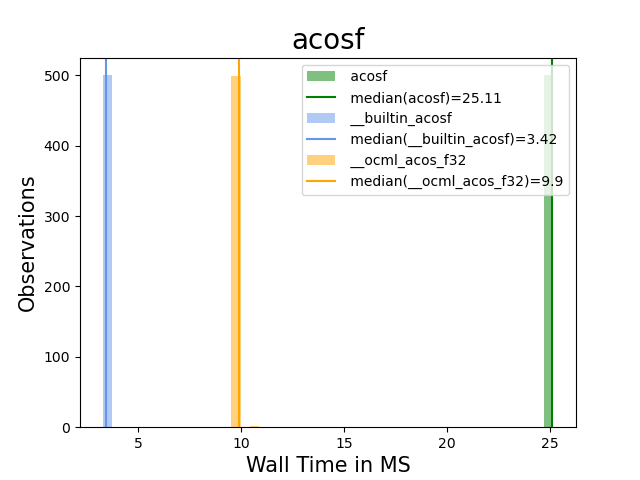 acosf
500
400
300
200
100
0
Observations
acosf
median(acosf)=25.11
__builtin_acosf
median(__builtin_acosf)=3.42
__ocml_acos_f32
median(__ocml_acos_f32)=9.9
5 10 15 20 25
Wall Time in MS